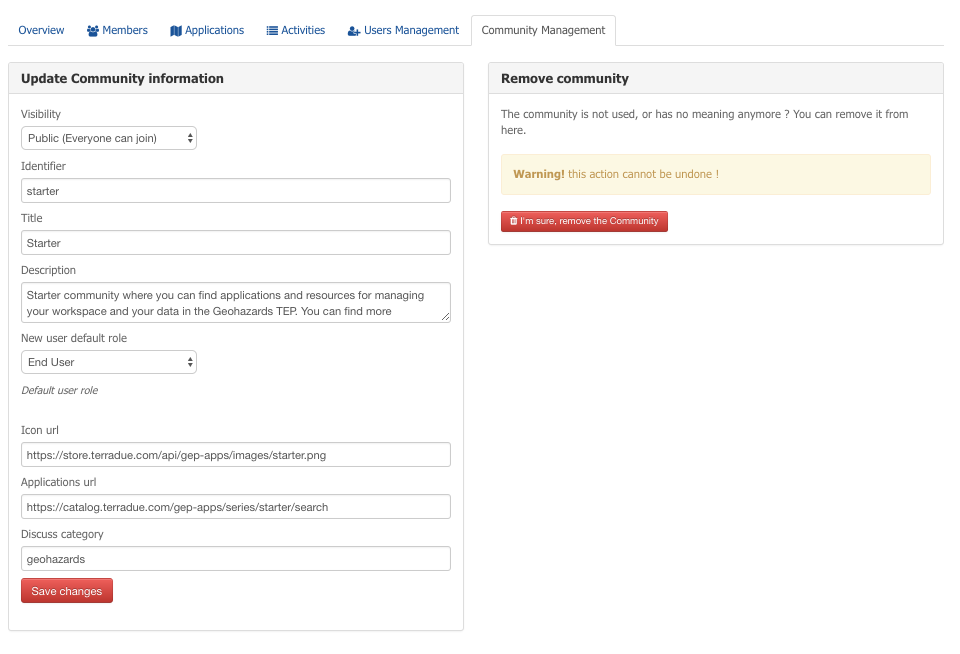 Overview
Members
Applications
Activities
Users Management
Community Management
Update Community information
Visibility
Public (Everyone can join)
Identifier
starter
Title
Starter
Description
Starter community where you can find applications and resources for managing
your workspace and your data in the Geohazards TEP. You can find more
New user default role
End User
Default user role
Icon url
https://store.terradue.com/api/gep-apps/images/starter.png
Applications url
https://catalog.terradue.com/gep-apps/series/starter/search
Discuss category
geohazards
Save changes
Remove community
The community is not used, or has no meaning anymore ? You can remove it from
here.
Warning! this action cannot be undone !
I'm sure, remove the Community